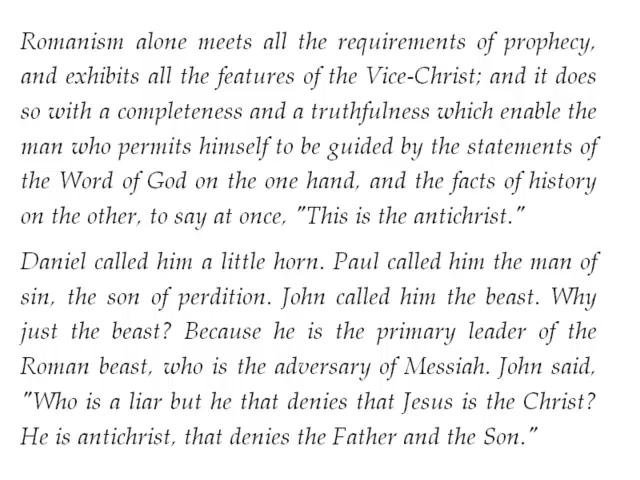 Romanism alone meets all the requirements of prophecy,
and exhibits all the features of the Vice-Christ; and it does
so with a completeness and a truthfulness which enable the
man who permits himself to be guided by the statements of
the Word of God on the one hand, and the facts of history
on the other, to say at once, "This is the antichrist."
Daniel called him a little horn. Paul called him the man of
sin, the son of perdition. John called him the beast. Why
just the beast? Because he is the primary leader of the
Roman beast, who is the adversary of Messiah. John said,
"Who is a liar but he that denies that Jesus is the Christ?
He is antichrist, that denies the Father and the Son."